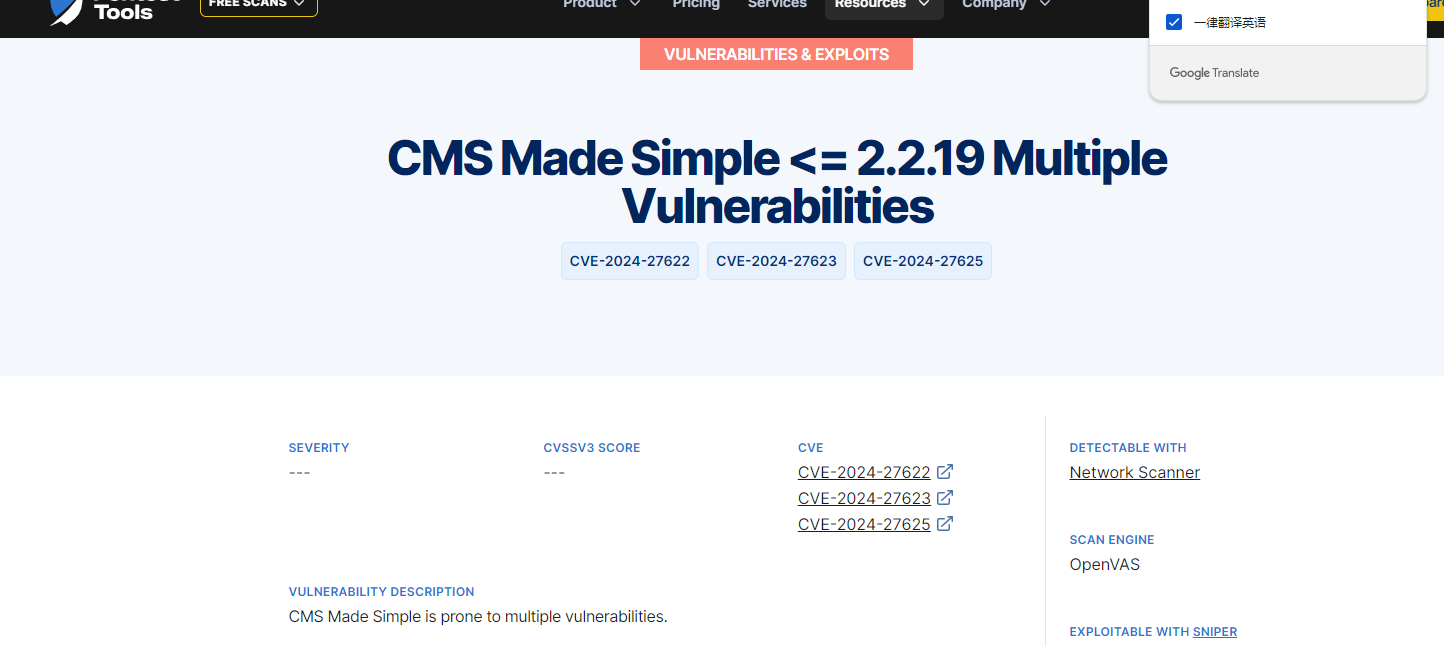 Tools
FREE SCANS
Product
Pricing
Services
Resources
Company
一律翻译英语
Google Translate
VULNERABILITIES & EXPLOITS
CMS Made Simple <= 2.2.19 Multiple
Vulnerabilities
CVE-2024-27622 CVE-2024-27623 CVE-2024-27625
SEVERITY
---
CVSSV3 SCORE
---
CVE
CVE-2024-27622
CVE-2024-27623
CVE-2024-27625
DETECTABLE WITH
Network Scanner
SCAN ENGINE
OpenVAS
EXPLOITABLE WITH SNIPER
VULNERABILITY DESCRIPTION
CMS Made Simple is prone to multiple vulnerabilities.